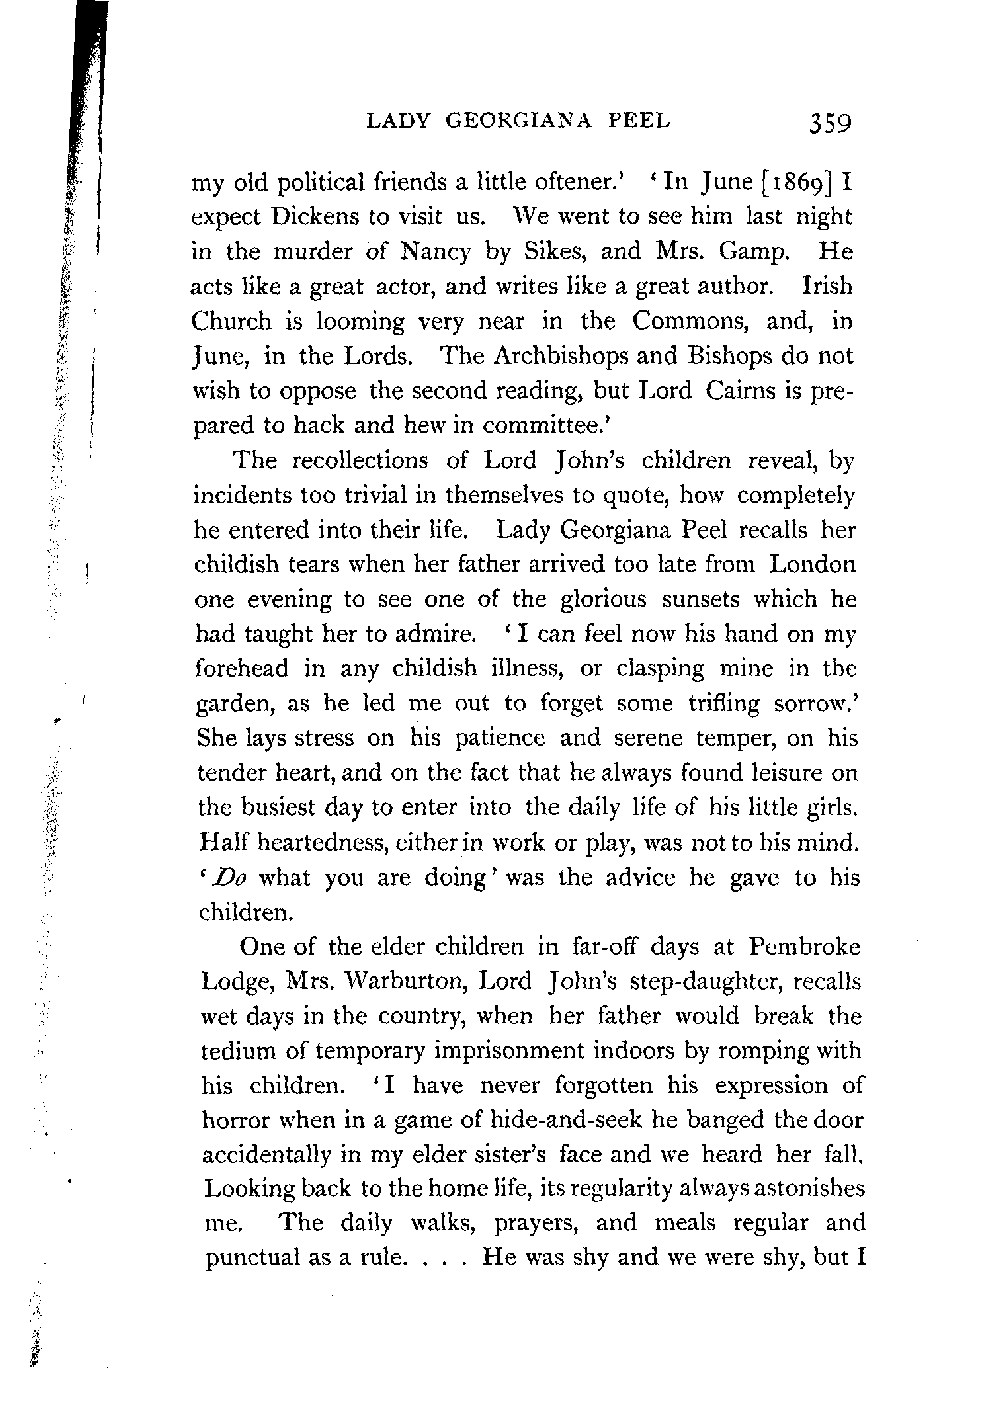 LADY GEORGIANA PEEL 359
my old political friends a little oftener.' 'In June [1869] I
expect Dickens to visit us. We went to see him last night
in the murder of Nancy by Sikes, and Mrs. Gamp. He
acts like a great actor, and writes like a great author. Irish
Church is looming very near in the Commons, and, in
June, in the Lords. The Archbishops and Bishops do not
wish to oppose the second reading, but Lord Cairns is pre-
pared to hack and hew in committee.'
The recollections of Lord John's children reveal, by
incidents too trivial in themselves to quote, how completely
he entered into their life. Lady Georgiana Peel recalls her
childish tears when her father arrived too late from London
one evening to see one of the glorious sunsets which he
had taught her to admire. 'I can feel now his hand on my
forehead in any childish illness, or clasping mine in the
garden, as he led me out to forget some trifling sorrow.'
She lays stress on his patience and serene temper, on his
tender heart, and on the fact that he always found leisure on
the busiest day to enter into the daily life of his little girls.
Half heartedness, either in work or play, was not to his mind.
'Do what you are doing' was the advice he gave to his
children.
One of the elder children in far-off days at Pembroke
Lodge, Mrs. Warburton, Lord John's step-daughter, recalls
wet days in the country, when her father would break the
tedium of temporary imprisonment indoors by romping with
his children. 'I have never forgotten his expression of
horror when in a game of hide-and-seek he banged the door
accidentally in my elder sister's face and we heard her fall.
Looking back to the home life, its regularity always astonishes
me. The daily walks, prayers, and meals regular and
punctual as a rule. . . . He was shy and we were shy, but I